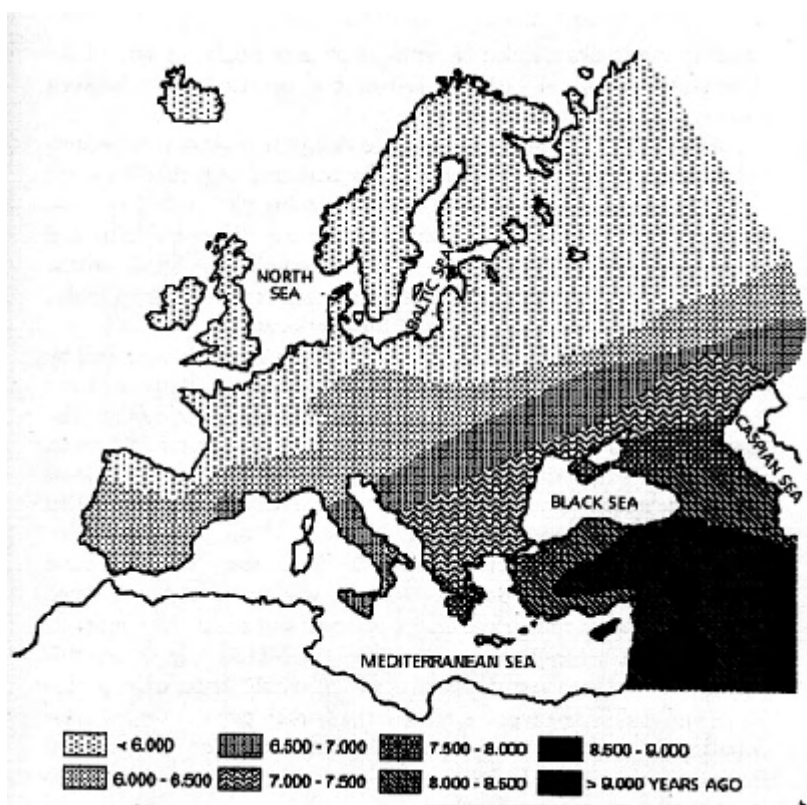 NORTH
SEA
BALTIC SEA
CASPIAN SEA
BLACK SEA
MEDITERRANEAN SEA
< 6.000
6.500 - 7.000
7.500 - 8.000
8.500 - 9.000
6.000 - 6.500
7.000 - 7.500
8.000 - 8.500
> 9.000 YEARS AGO